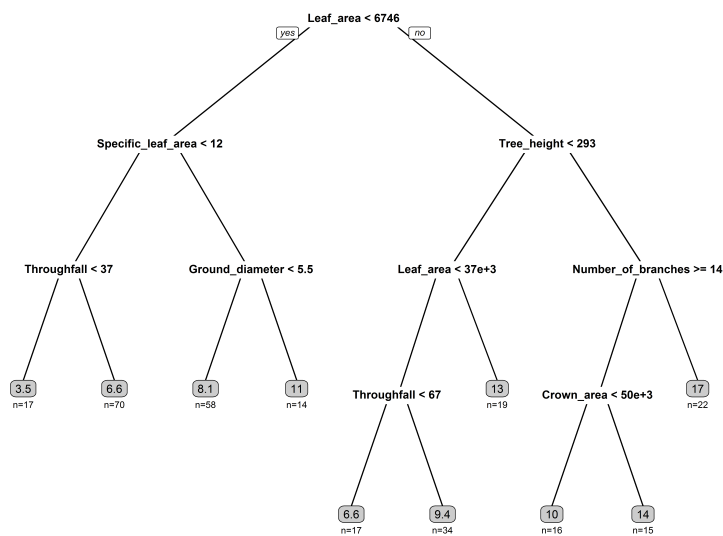 Leaf_area < 6746
yes
no
Specific_leaf_area < 12
Tree_height < 293
Throughfall < 37
Ground_diameter < 5.5
Leaf_area < 37e+3
Number_of_branches >= 14
3.5
6.6
8.1
11
13
17
n=17
n=70
n=58
n=14
n=19
n=22
Throughfall < 67
Crown_area < 50e+3
6.6
9.4
10
14
n=17
n=34
n=16
n=15